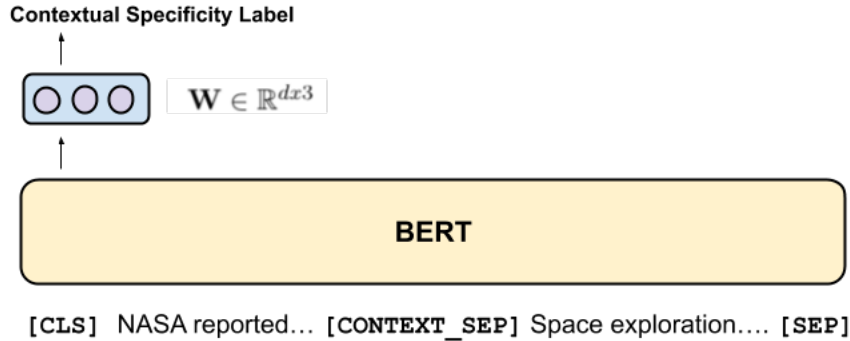 Contextual Specificity Label
W ∈ ℝ^{dx3}
BERT
[CLS] NASA reported... [CONTEXT_SEP] Space exploration.... [SEP]